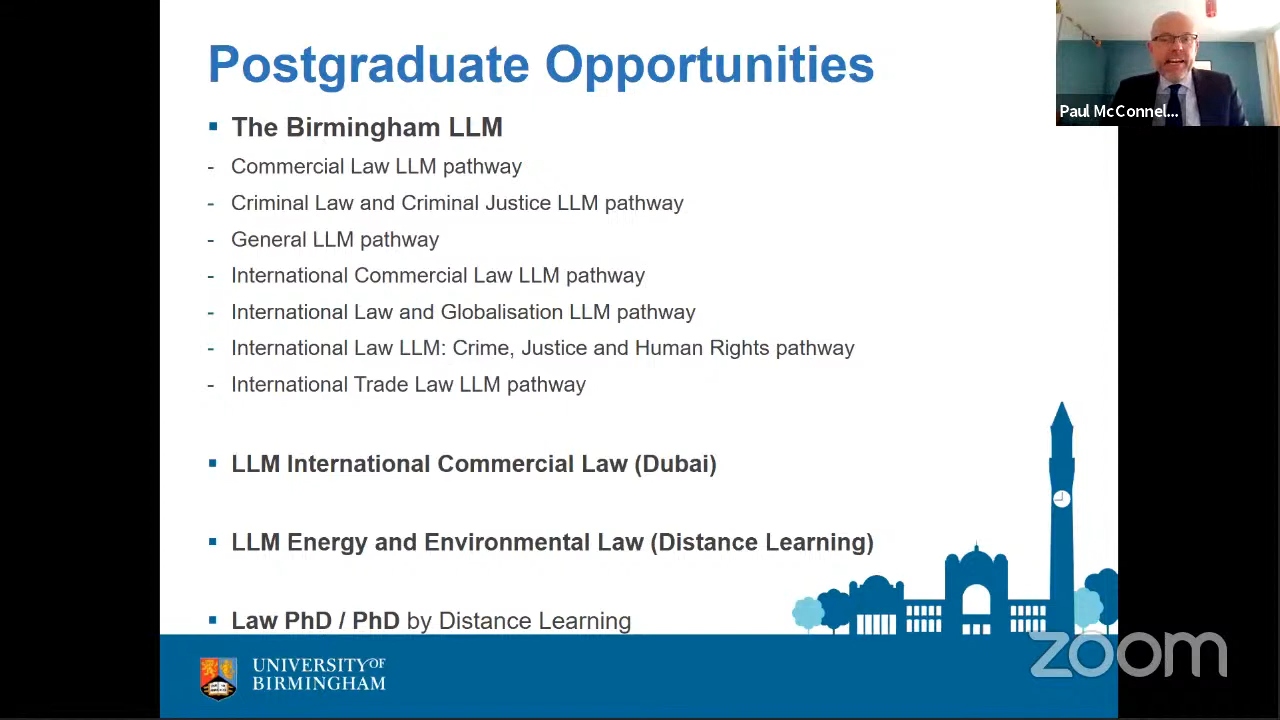 Postgraduate Opportunities
Paul McConnel...
▪ The Birmingham LLM
- Commercial Law LLM pathway
- Criminal Law and Criminal Justice LLM pathway
- General LLM pathway
- International Commercial Law LLM pathway
- International Law and Globalisation LLM pathway
- International Law LLM: Crime, Justice and Human Rights pathway
- International Trade Law LLM pathway
▪ LLM International Commercial Law (Dubai)
▪ LLM Energy and Environmental Law (Distance Learning)
▪ Law PhD / PhD by Distance Learning
UNIVERSITY OF
BIRMINGHAM
zoom